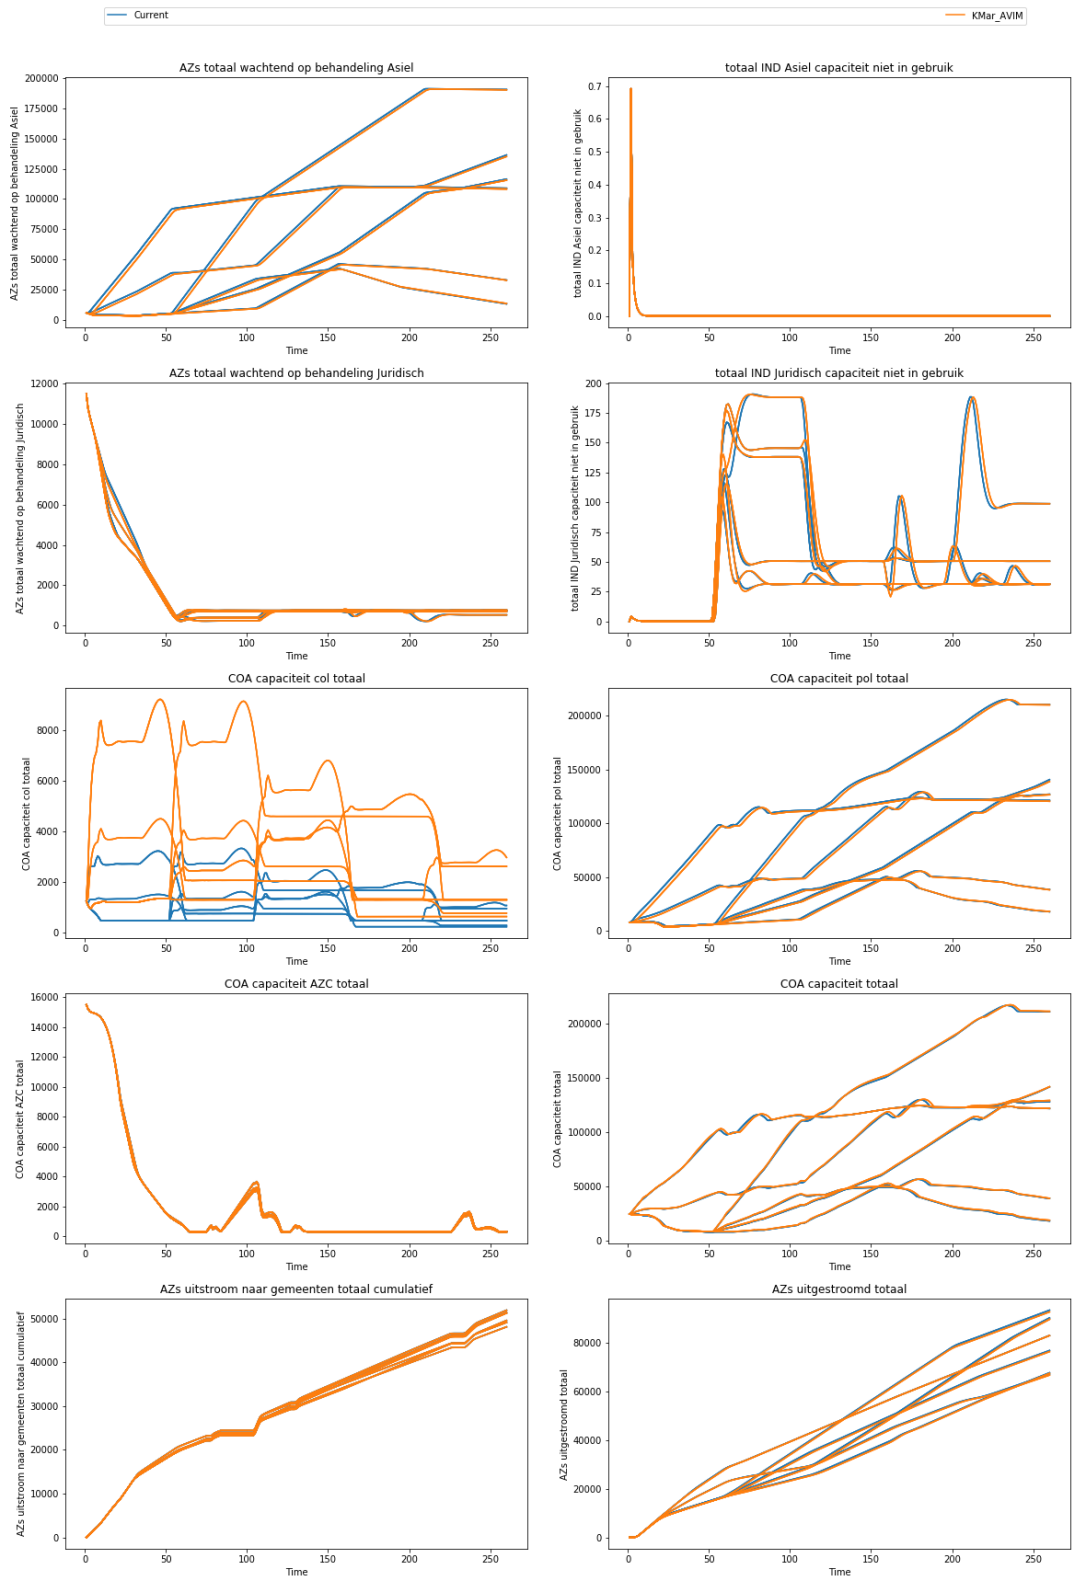 Current
KMar_AVIM
AZs totaal wachtend op behandeling Asiel
AZs totaal wachtend op behandeling Asiel
200000
175000
150000
125000
100000
75000
50000
25000
0
0 50 100 150 200 250
Time
totaal IND Asiel capaciteit niet in gebruik
totaal IND Asiel capaciteit niet in gebruik
0.7
0.6
0.5
0.4
0.3
0.2
0.1
0.0
0 50 100 150 200 250
Time
AZs totaal wachtend op behandeling Juridisch
AZs totaal wachtend op behandeling Juridisch
12000
10000
8000
6000
4000
2000
0
0 50 100 150 200 250
Time
totaal IND Juridisch capaciteit niet in gebruik
totaal IND Juridisch capaciteit niet in gebruik
200
175
150
125
100
75
50
25
0
0 50 100 150 200 250
Time
COA capaciteit col totaal
COA capaciteit col totaal
8000
6000
4000
2000
0
0 50 100 150 200 250
Time
COA capaciteit pol totaal
COA capaciteit pol totaal
200000
150000
100000
50000
0
0 50 100 150 200 250
Time
COA capaciteit AZC totaal
COA capaciteit AZC totaal
16000
14000
12000
10000
8000
6000
4000
2000
0
0 50 100 150 200 250
Time
COA capaciteit totaal
COA capaciteit totaal
200000
150000
100000
50000
0
0 50 100 150 200 250
Time
AZs uitstroom naar gemeenten totaal cumulatief
AZs uitstroom naar gemeenten totaal cumulatief
50000
40000
30000
20000
10000
0
0 50 100 150 200 250
Time
AZs uitgestroomd totaal
AZs uitgestroomd totaal
80000
60000
40000
20000
0
0 50 100 150 200 250
Time